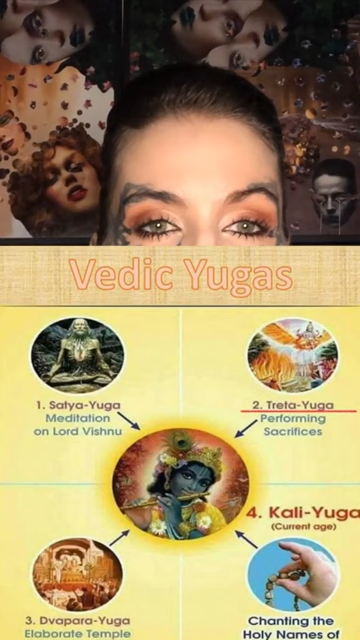 Vedic Yugas
1. Satya-Yuga
Meditation
on Lord Vishnu
2. Treta-Yuga
Performing
Sacrifices
4. Kali-Yuga
(Current age)
3. Dvapara-Yuga
Elaborate Temple
Chanting the
Holy Names of